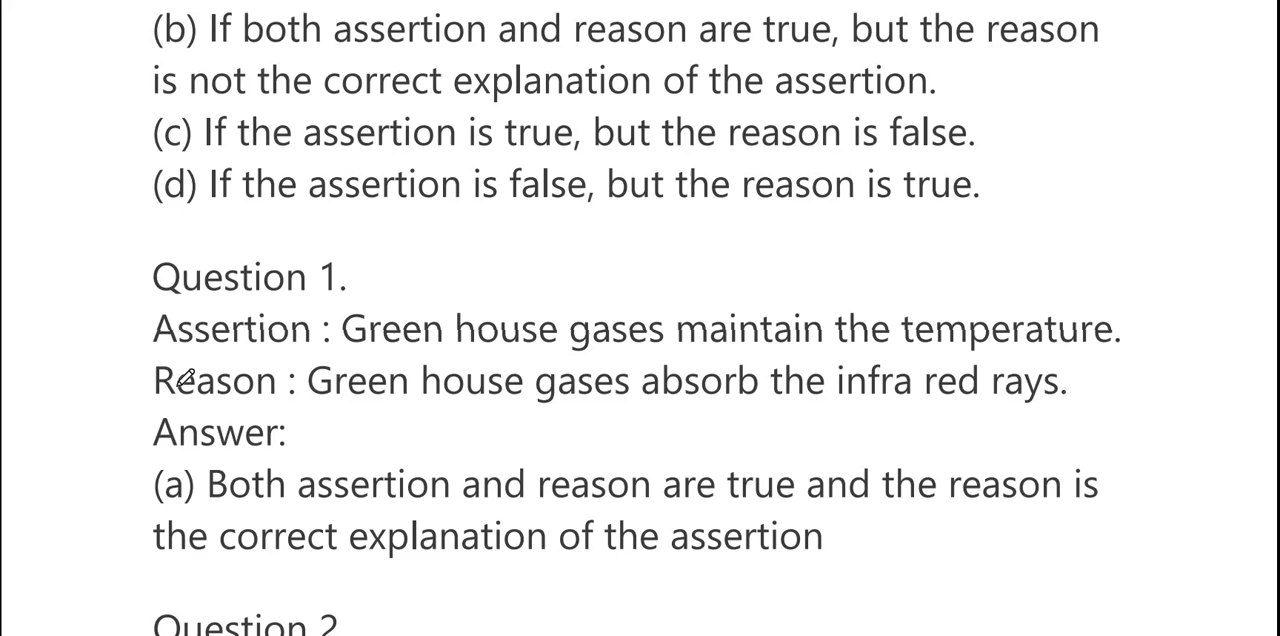 (b) If both assertion and reason are true, but the reason
is not the correct explanation of the assertion.
(c) If the assertion is true, but the reason is false.
(d) If the assertion is false, but the reason is true.
Question 1.
Assertion : Green house gases maintain the temperature.
Reason : Green house gases absorb the infra red rays.
Answer:
(a) Both assertion and reason are true and the reason is
the correct explanation of the assertion
Question 2